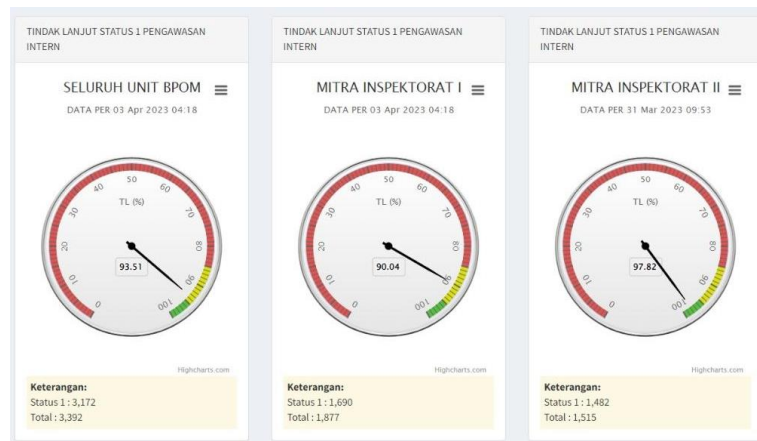 TINDAK LANJUT STATUS 1 PENGAWASAN
INTERN
SELURUH UNIT BPOM
DATA PER 03 Apr 2023 04:18
0
10
20
30
40
50
60
70
80
90
100
TL (%)
93.51
Highcharts.com
Keterangan:
Status 1 : 3,172
Total : 3,392
TINDAK LANJUT STATUS 1 PENGAWASAN
INTERN
MITRA INSPEKTORAT I
DATA PER 03 Apr 2023 04:18
0
10
20
30
40
50
60
70
80
90
100
TL (%)
90.04
Highcharts.com
Keterangan:
Status 1 : 1,690
Total : 1,877
TINDAK LANJUT STATUS 1 PENGAWASAN
INTERN
MITRA INSPEKTORAT II
DATA PER 31 Mar 2023 09:53
0
10
20
30
40
50
60
70
80
90
100
TL (%)
97.82
Highcharts.com
Keterangan:
Status 1 : 1,482
Total : 1,515